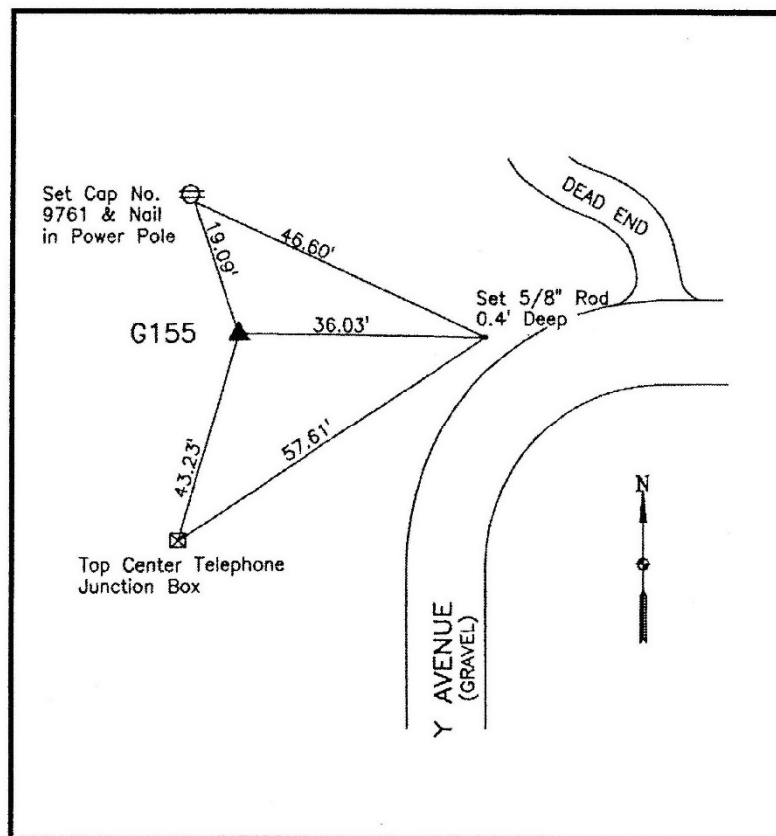 DEAD END
Set Cap No.
9761 & Nail
in Power Pole
19.09'
46.60'
Set 5/8" Rod
0.4' Deep
G155
36.03'
43.23'
57.61'
N
Top Center Telephone
Junction Box
Y AVENUE
(GRAVEL)